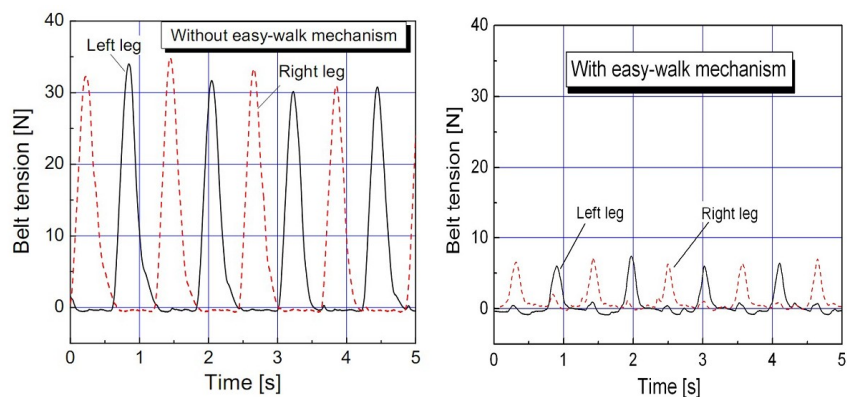 40
Without easy-walk mechanism
Left leg
Right leg
30
20
10
0
Belt tension [N]
0 1 2 3 4 5
Time [s]
40
With easy-walk mechanism
30
20
10
0
Left leg
Right leg
Belt tension [N]
0 1 2 3 4 5
Time [s]